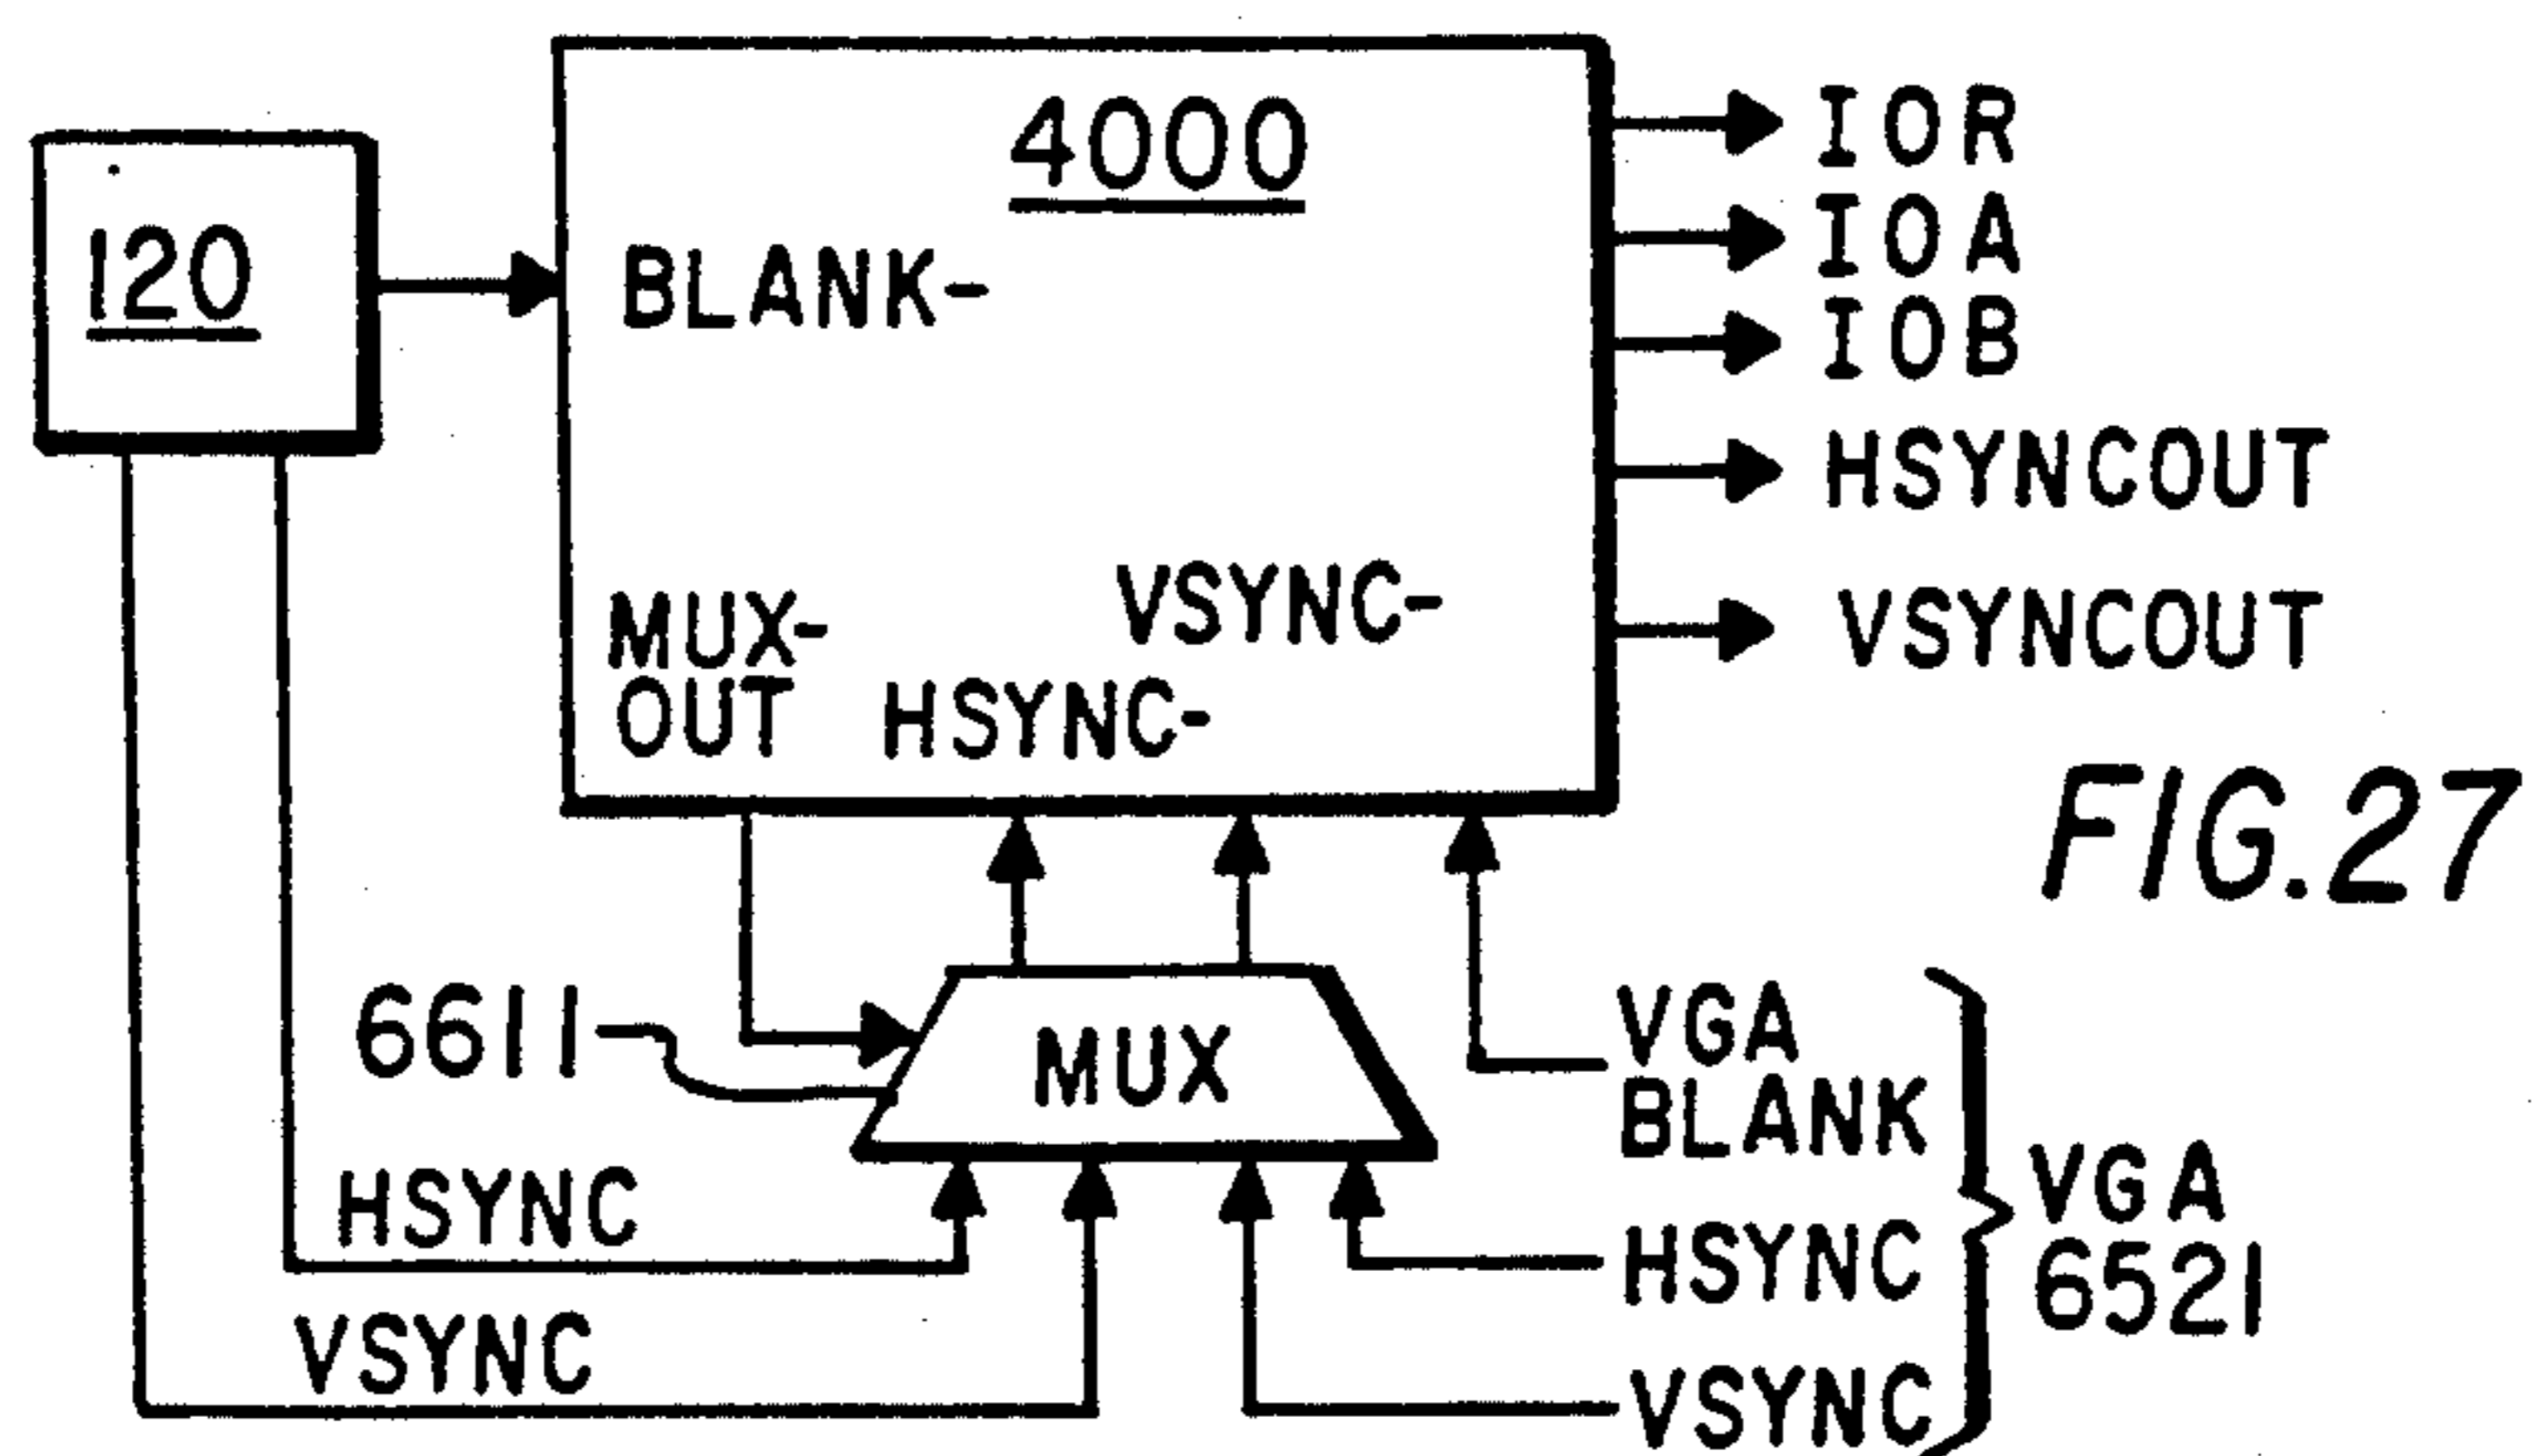 4000
120
BLANK-
IOR
IOA
IOB
HSYNCOUT
VSYNCOUT
MUX-
OUT
HSYNC-
VSYNC-
FIG.27
6611
MUX
HSYNC
VSYNC
VGA
BLANK
HSYNC
VSYNC
VGA
6521